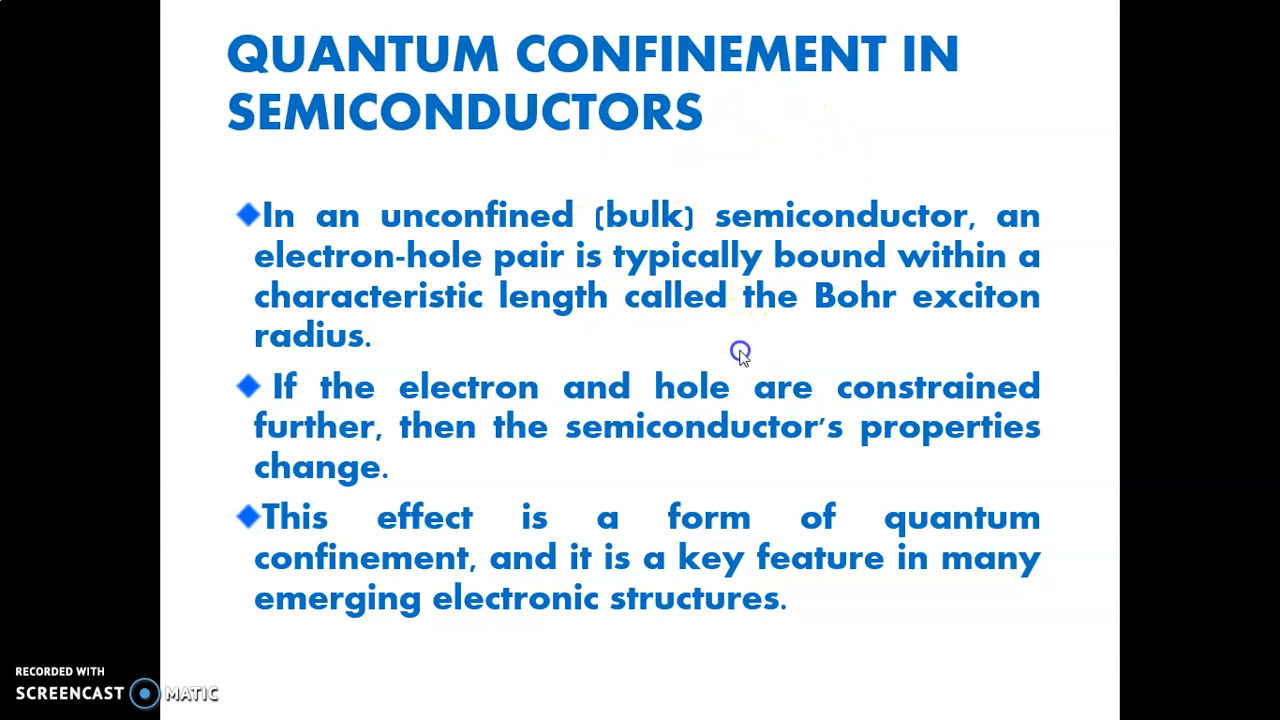 QUANTUM CONFINEMENT IN
SEMICONDUCTORS
In an unconfined (bulk) semiconductor, an
electron-hole pair is typically bound within a
characteristic length called the Bohr exciton
radius.
If the electron and hole are constrained
further, then the semiconductor's properties
change.
This effect is a form of quantum
confinement, and it is a key feature in many
emerging electronic structures.
RECORDED WITH
SCREENCAST MATIC